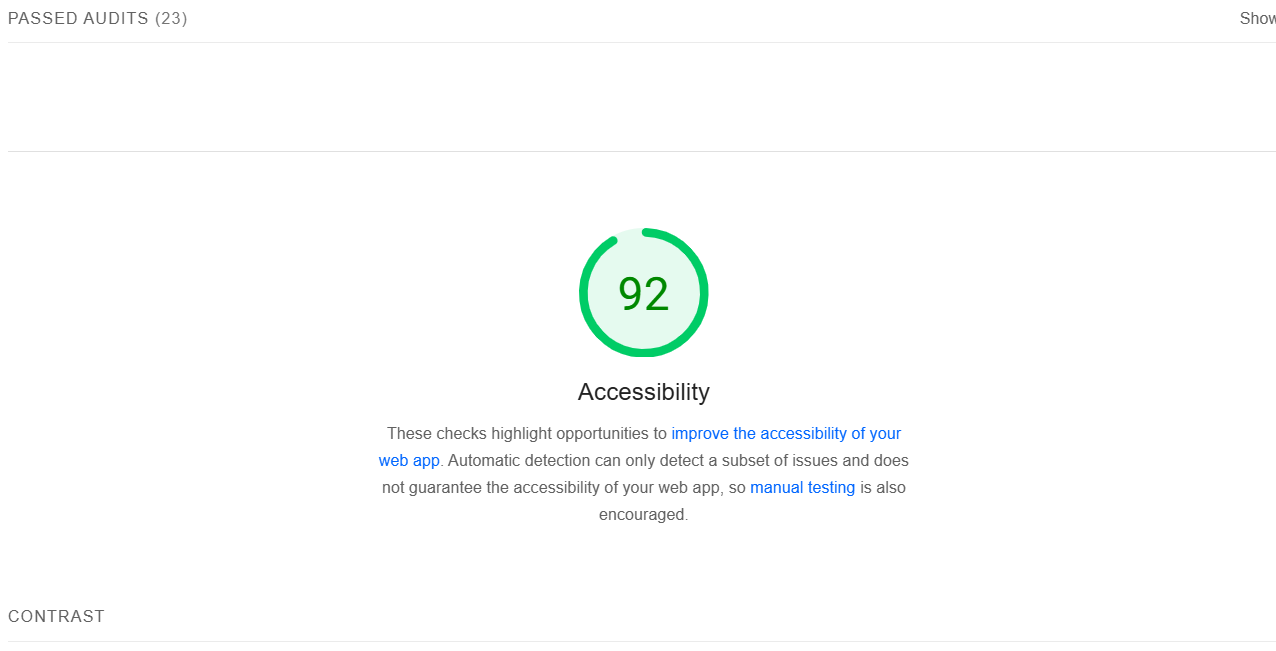 PASSED AUDITS (23)
Show
92
Accessibility
These checks highlight opportunities to improve the accessibility of your
web app. Automatic detection can only detect a subset of issues and does
not guarantee the accessibility of your web app, so manual testing is also
encouraged.
CONTRAST